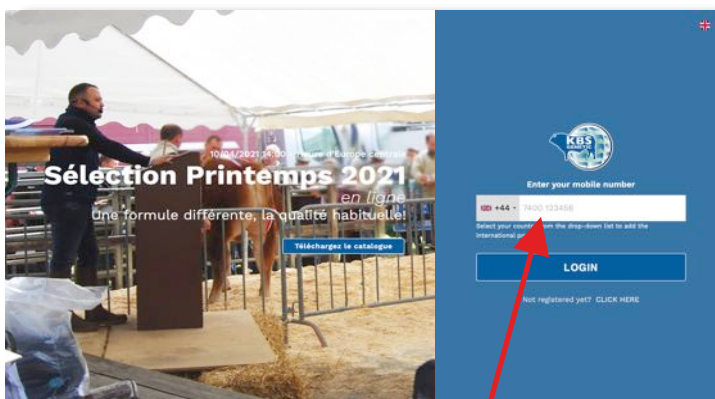 10/04/2021 14:00 - Heure d'Europe centrale
Sélection Printemps 2021
en ligne
Une formule différente, la qualité habituelle!
Téléchargez le catalogue
KBS
GENETIC
Enter your mobile number
+44
7400 123456
Select your country from the drop-down list to add the
international
LOGIN
Not registered yet? CLICK HERE